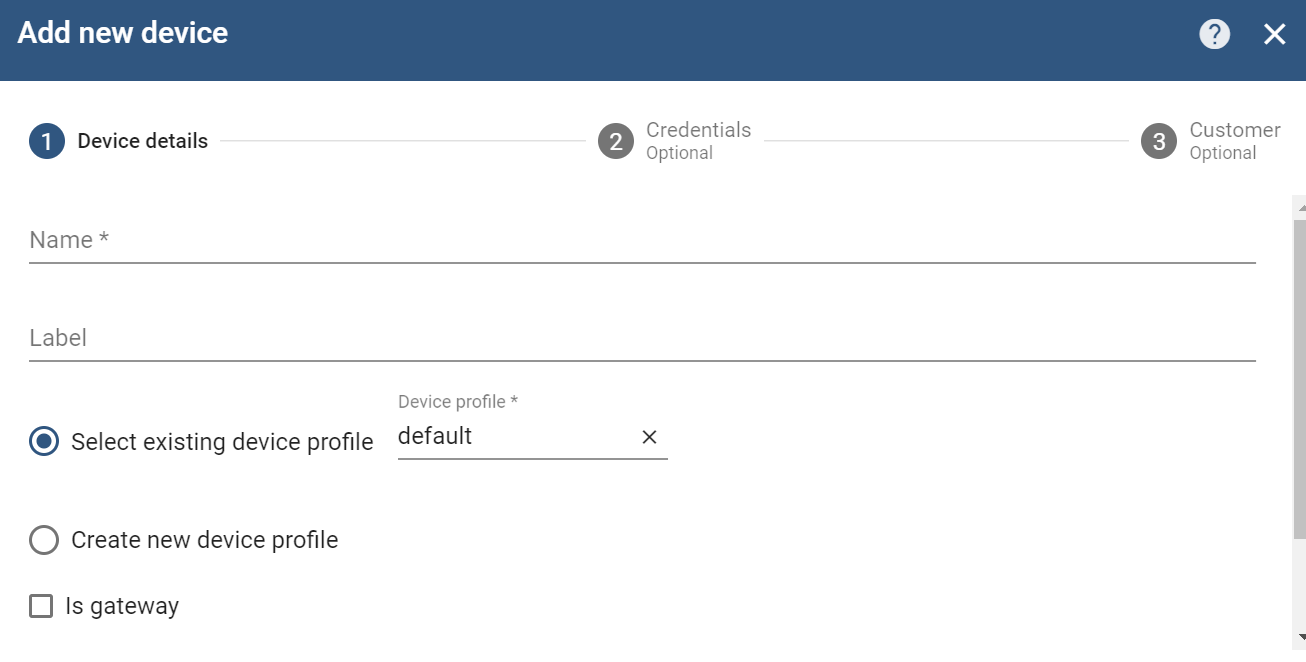 Add new device
?
1 Device details
2 Credentials
Optional
3 Customer
Optional
Name *
Label
Device profile *
Select existing device profile default
Create new device profile
Is gateway